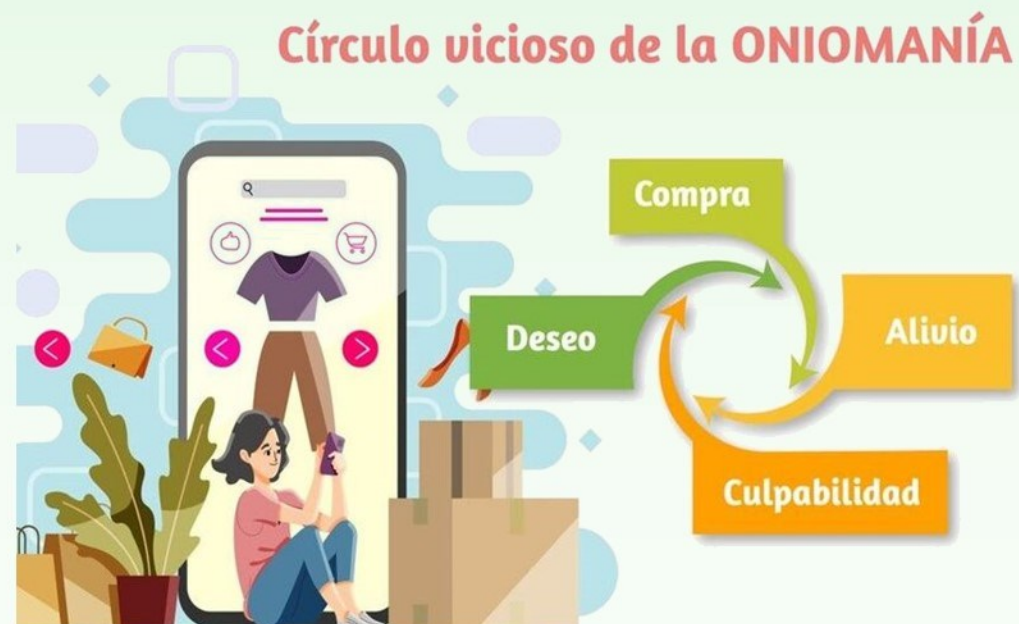 Círculo vicioso de la ONIOMANÍA
Compra
Deseo
Alivio
Culpabilidad